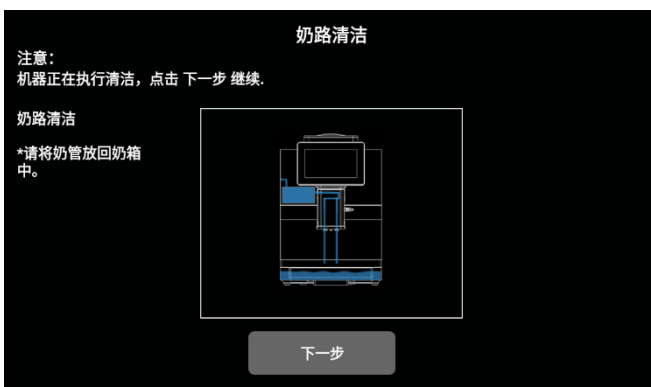 奶路清洁
注意：
机器正在执行清洁，点击 下一步 继续.
奶路清洁
*请将奶管放回奶箱
中。
下一步